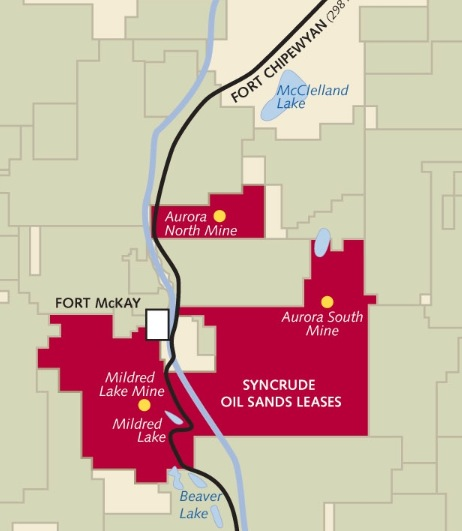 FORT CHIPEWYAN (298
McClelland
Lake
Aurora
North Mine
FORT McKAY
Aurora South
Mine
Mildred
Lake Mine
SYNCRUDE
OIL SANDS LEASES
Mildred
Lake
Beaver
Lake